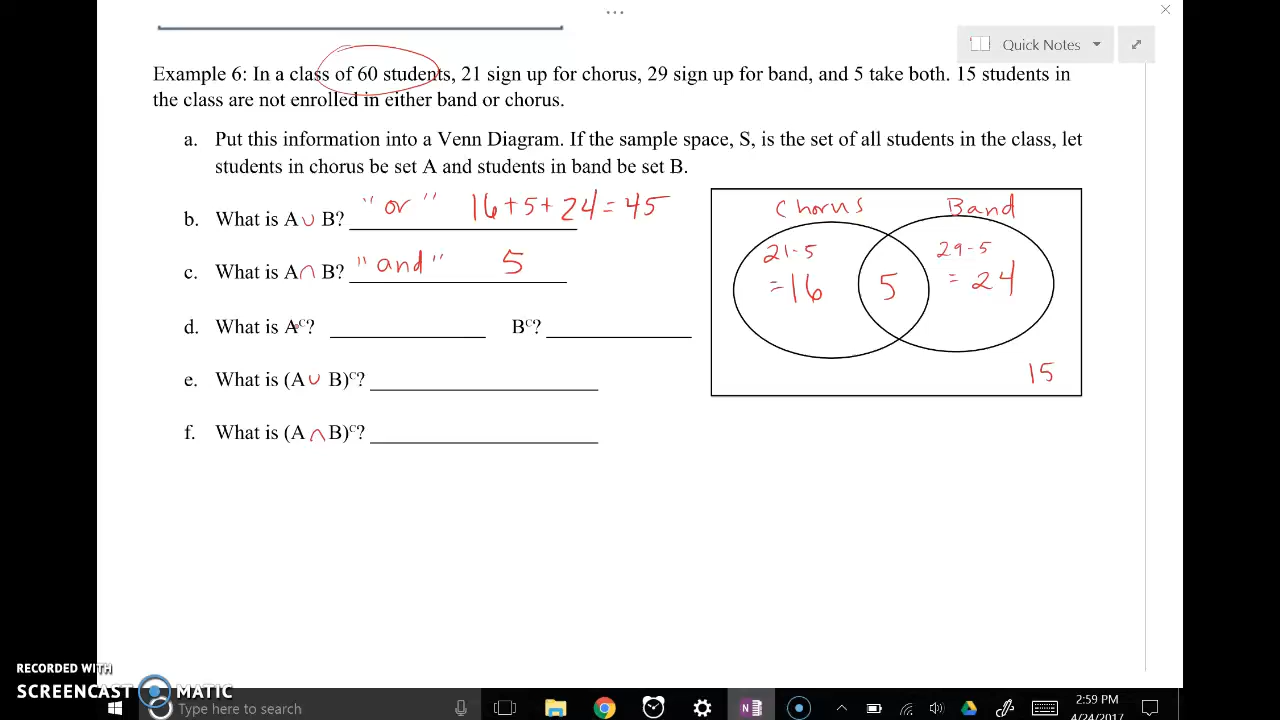 Quick Notes
Example 6: In a class of 60 students, 21 sign up for chorus, 29 sign up for band, and 5 take both. 15 students in
the class are not enrolled in either band or chorus.
a. Put this information into a Venn Diagram. If the sample space, S, is the set of all students in the class, let
students in chorus be set A and students in band be set B.
b. What is A ∪ B? "or" 16+5+24=45
c. What is A ∩ B? "and" 5
d. What is Aᶜ? Bᶜ?
e. What is (A ∪ B)ᶜ?
f. What is (A ∩ B)ᶜ?
Chorus Band
21-5 29-5
=16 5 =24
15
RECORDED WITH
SCREENCAST MATIC
Type here to search
2:59 PM
4/24/2017